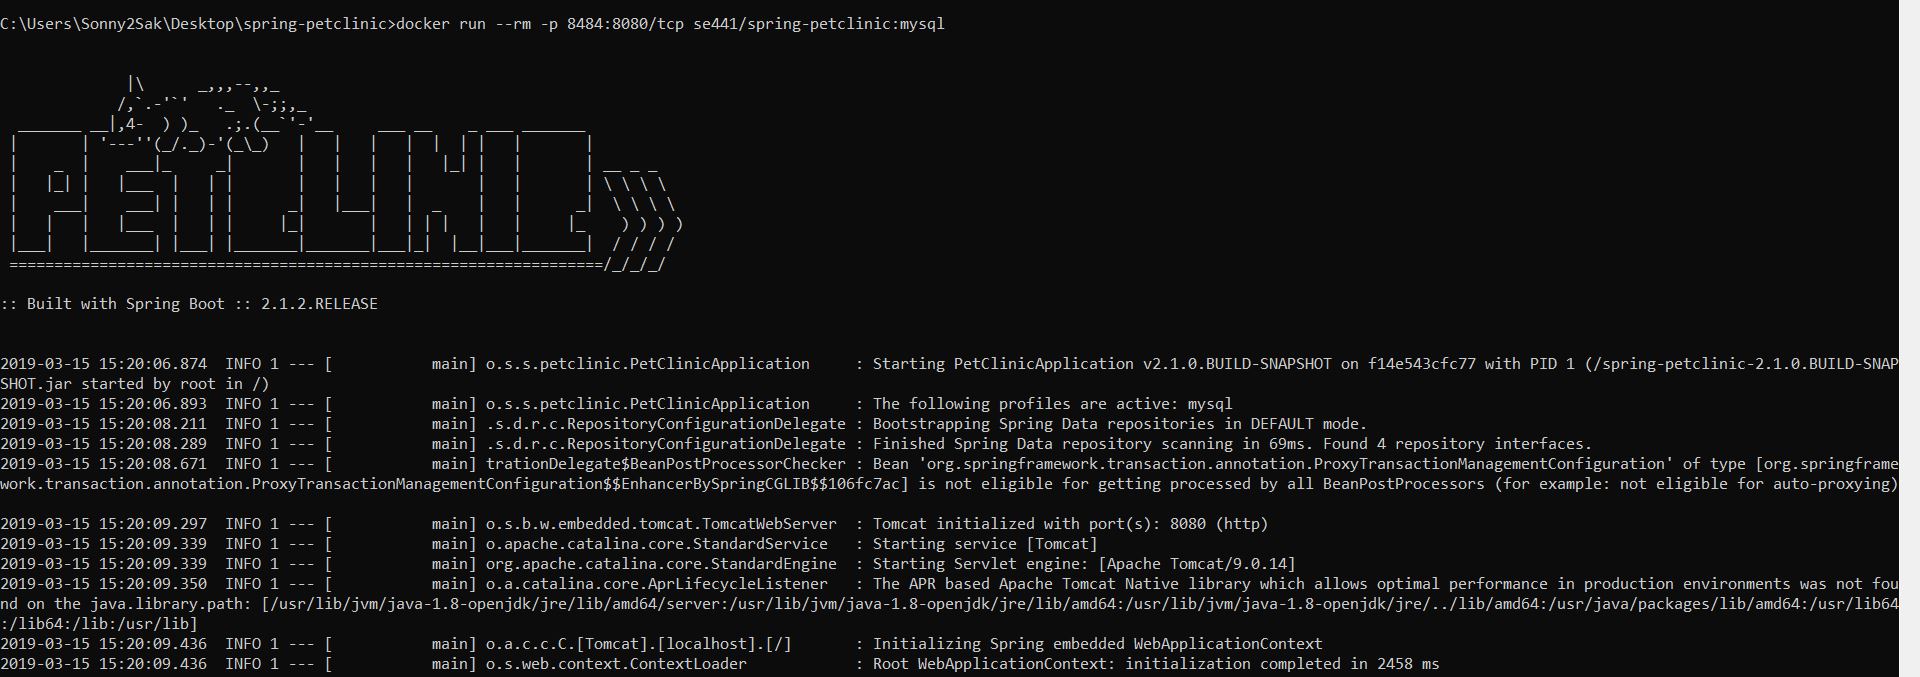 C:\Users\Sonny2Sak\Desktop\spring-petclinic>docker run --rm -p 8484:8080/tcp se441/spring-petclinic:mysql
PETCLINIC
:: Built with Spring Boot :: 2.1.2.RELEASE
2019-03-15 15:20:06.874  INFO 1 --- [           main] o.s.s.petclinic.PetClinicApplication     : Starting PetClinicApplication v2.1.0.BUILD-SNAPSHOT on f14e543cfc77 with PID 1 (/spring-petclinic-2.1.0.BUILD-SNAP
SHOT.jar started by root in /)
2019-03-15 15:20:06.893  INFO 1 --- [           main] o.s.s.petclinic.PetClinicApplication     : The following profiles are active: mysql
2019-03-15 15:20:08.211  INFO 1 --- [           main] .s.d.r.c.RepositoryConfigurationDelegate : Bootstrapping Spring Data repositories in DEFAULT mode.
2019-03-15 15:20:08.289  INFO 1 --- [           main] .s.d.r.c.RepositoryConfigurationDelegate : Finished Spring Data repository scanning in 69ms. Found 4 repository interfaces.
2019-03-15 15:20:08.671  INFO 1 --- [           main] trationDelegate$BeanPostProcessorChecker : Bean 'org.springframework.transaction.annotation.ProxyTransactionManagementConfiguration' of type [org.springframe
work.transaction.annotation.ProxyTransactionManagementConfiguration$$EnhancerBySpringCGLIB$$106fc7ac] is not eligible for getting processed by all BeanPostProcessors (for example: not eligible for auto-proxying)
2019-03-15 15:20:09.297  INFO 1 --- [           main] o.s.b.w.embedded.tomcat.TomcatWebServer  : Tomcat initialized with port(s): 8080 (http)
2019-03-15 15:20:09.339  INFO 1 --- [           main] o.apache.catalina.core.StandardService   : Starting service [Tomcat]
2019-03-15 15:20:09.339  INFO 1 --- [           main] org.apache.catalina.core.StandardEngine  : Starting Servlet engine: [Apache Tomcat/9.0.14]
2019-03-15 15:20:09.350  INFO 1 --- [           main] o.a.catalina.core.AprLifecycleListener   : The APR based Apache Tomcat Native library which allows optimal performance in production environments was not fou
nd on the java.library.path: [/usr/lib/jvm/java-1.8-openjdk/jre/lib/amd64/server:/usr/lib/jvm/java-1.8-openjdk/jre/lib/amd64:/usr/lib/jvm/java-1.8-openjdk/jre/../lib/amd64:/usr/java/packages/lib/amd64:/usr/lib64
:/lib64:/lib:/usr/lib]
2019-03-15 15:20:09.436  INFO 1 --- [           main] o.a.c.c.C.[Tomcat].[localhost].[/]       : Initializing Spring embedded WebApplicationContext
2019-03-15 15:20:09.436  INFO 1 --- [           main] o.s.web.context.ContextLoader            : Root WebApplicationContext: initialization completed in 2458 ms